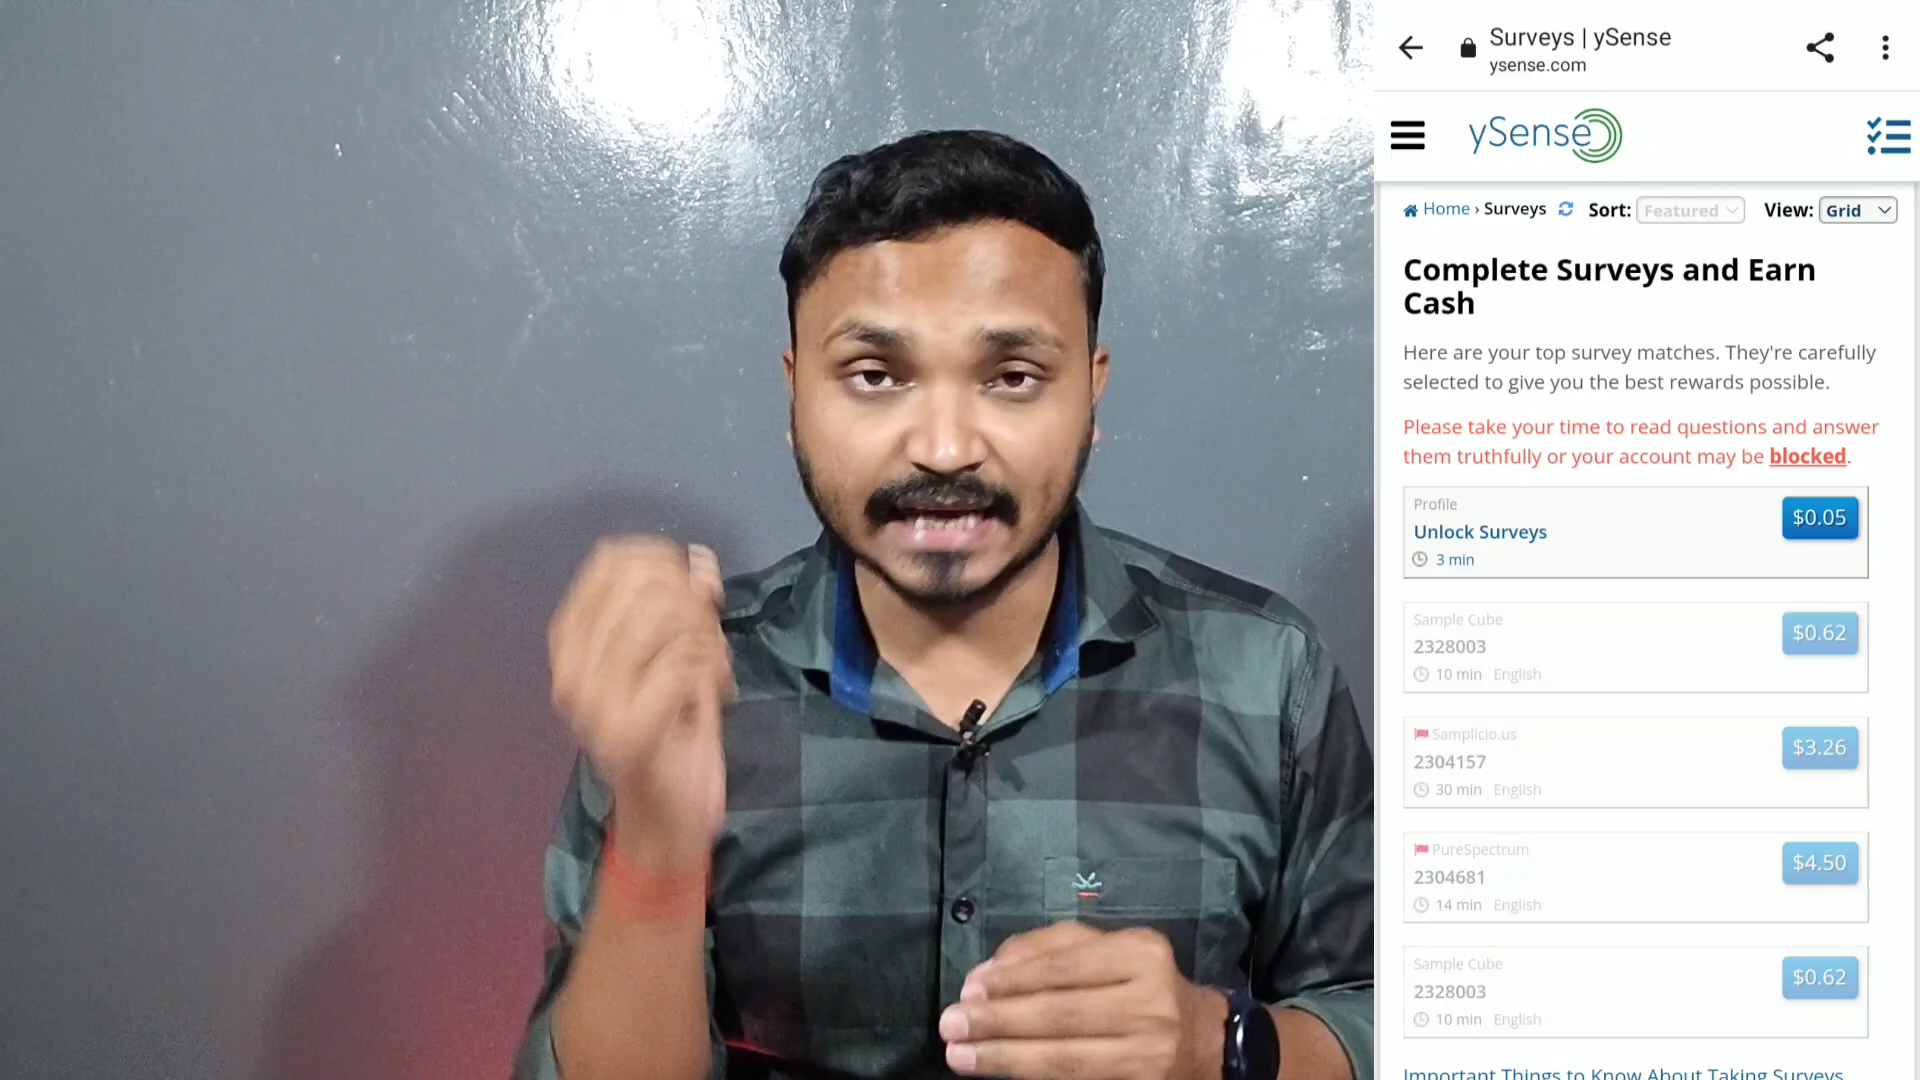 Surveys | ySense
ysense.com
ySense
Home › Surveys Sort: Featured View: Grid
Complete Surveys and Earn
Cash
Here are your top survey matches. They're carefully
selected to give you the best rewards possible.
Please take your time to read questions and answer
them truthfully or your account may be blocked.
Profile
Unlock Surveys
3 min
$0.05
Sample Cube
2328003
10 min English
$0.62
Samplicio.us
2304157
30 min English
$3.26
PureSpectrum
2304681
14 min English
$4.50
Sample Cube
2328003
10 min English
$0.62
Important Things to Know About Taking Surveys